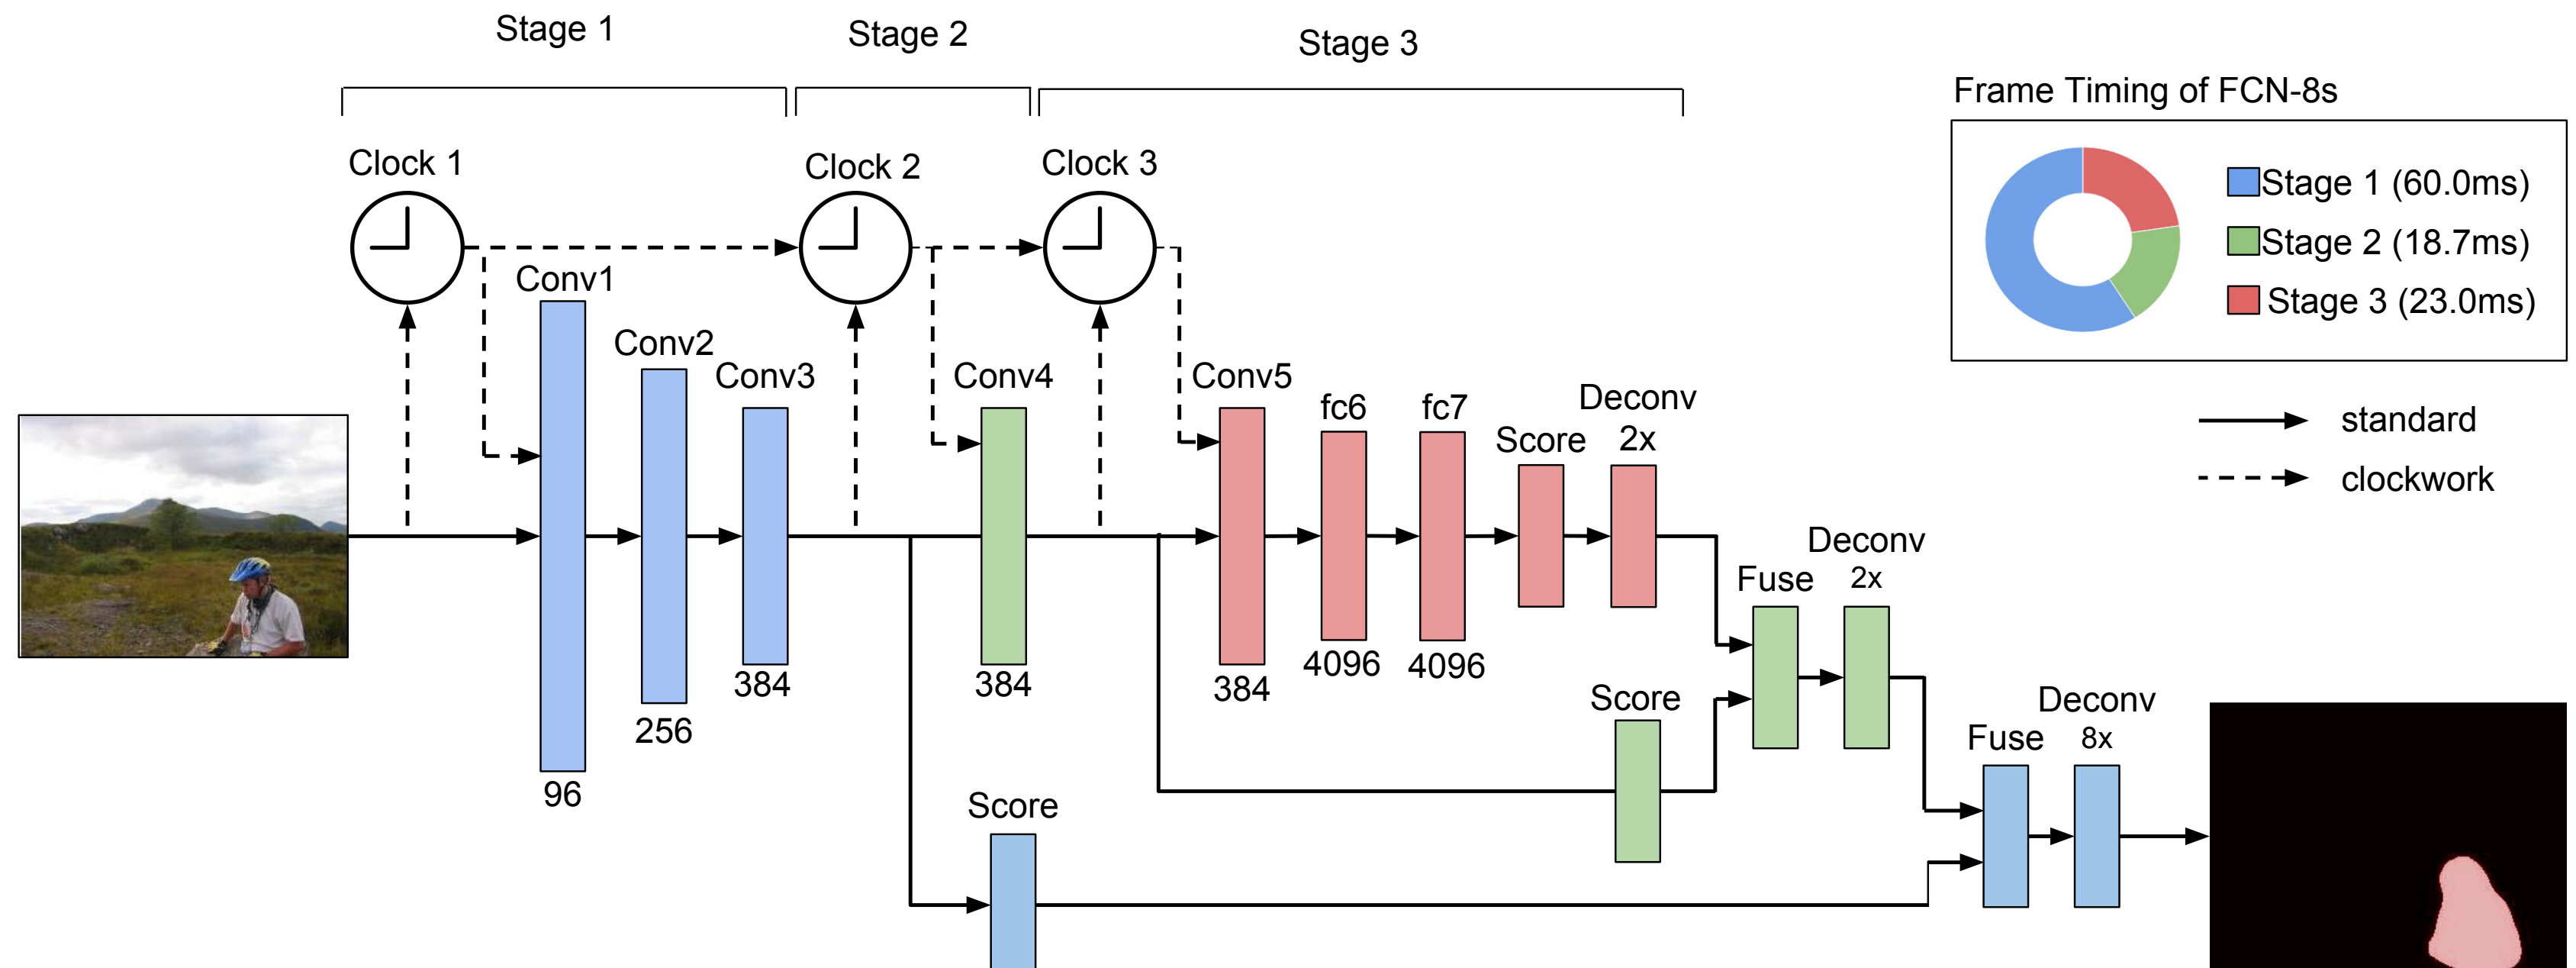 Stage 1
Stage 2
Stage 3
Frame Timing of FCN-8s
Stage 1 (60.0ms)
Stage 2 (18.7ms)
Stage 3 (23.0ms)
standard
clockwork
Clock 1
Clock 2
Clock 3
Conv1
Conv2
Conv3
Conv4
Conv5
fc6
fc7
Score
Deconv
2x
96
256
384
384
384
4096
4096
Score
Score
Fuse
Deconv
2x
Fuse
Deconv
8x